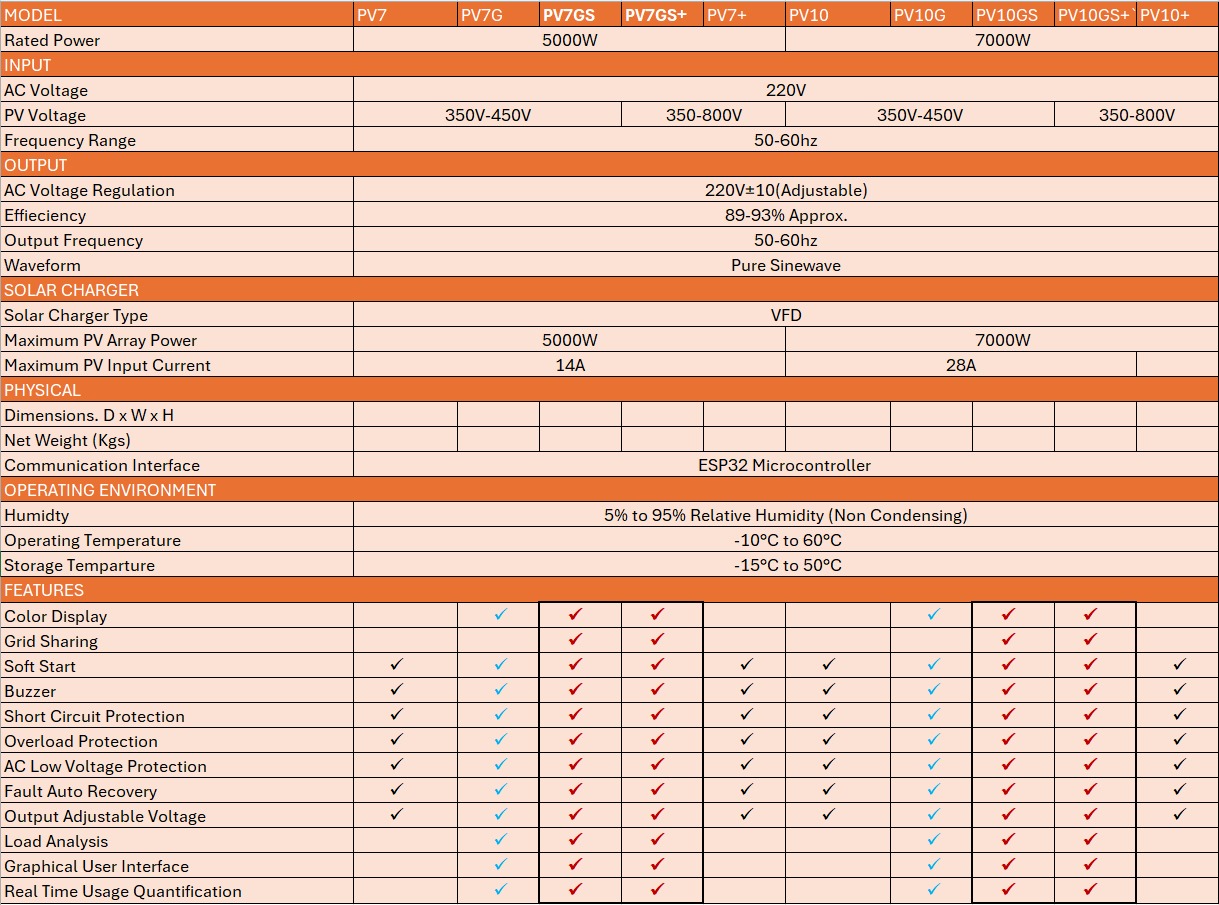 MODEL PV7 PV7G PV7GS PV7GS+ PV7+ PV10 PV10G PV10GS PV10GS+ PV10+
Rated Power 5000W 7000W
INPUT
AC Voltage 220V
PV Voltage 350V-450V 350-800V 350V-450V 350-800V
Frequency Range 50-60hz
OUTPUT
AC Voltage Regulation 220V±10(Adjustable)
Effieciency 89-93% Approx.
Output Frequency 50-60hz
Waveform Pure Sinewave
SOLAR CHARGER
Solar Charger Type VFD
Maximum PV Array Power 5000W 7000W
Maximum PV Input Current 14A 28A
PHYSICAL
Dimensions. D x W x H
Net Weight (Kgs)
Communication Interface ESP32 Microcontroller
OPERATING ENVIRONMENT
Humidty 5% to 95% Relative Humidity (Non Condensing)
Operating Temperature -10°C to 60°C
Storage Temparture -15°C to 50°C
FEATURES
Color Display ✓ ✓ ✓ ✓ ✓ ✓
Grid Sharing ✓ ✓ ✓ ✓
Soft Start ✓ ✓ ✓ ✓ ✓ ✓ ✓ ✓ ✓ ✓
Buzzer ✓ ✓ ✓ ✓ ✓ ✓ ✓ ✓ ✓ ✓
Short Circuit Protection ✓ ✓ ✓ ✓ ✓ ✓ ✓ ✓ ✓ ✓
Overload Protection ✓ ✓ ✓ ✓ ✓ ✓ ✓ ✓ ✓ ✓
AC Low Voltage Protection ✓ ✓ ✓ ✓ ✓ ✓ ✓ ✓ ✓ ✓
Fault Auto Recovery ✓ ✓ ✓ ✓ ✓ ✓ ✓ ✓ ✓ ✓
Output Adjustable Voltage ✓ ✓ ✓ ✓ ✓ ✓ ✓ ✓ ✓ ✓
Load Analysis ✓ ✓ ✓ ✓ ✓ ✓
Graphical User Interface ✓ ✓ ✓ ✓ ✓ ✓
Real Time Usage Quantification ✓ ✓ ✓ ✓ ✓ ✓